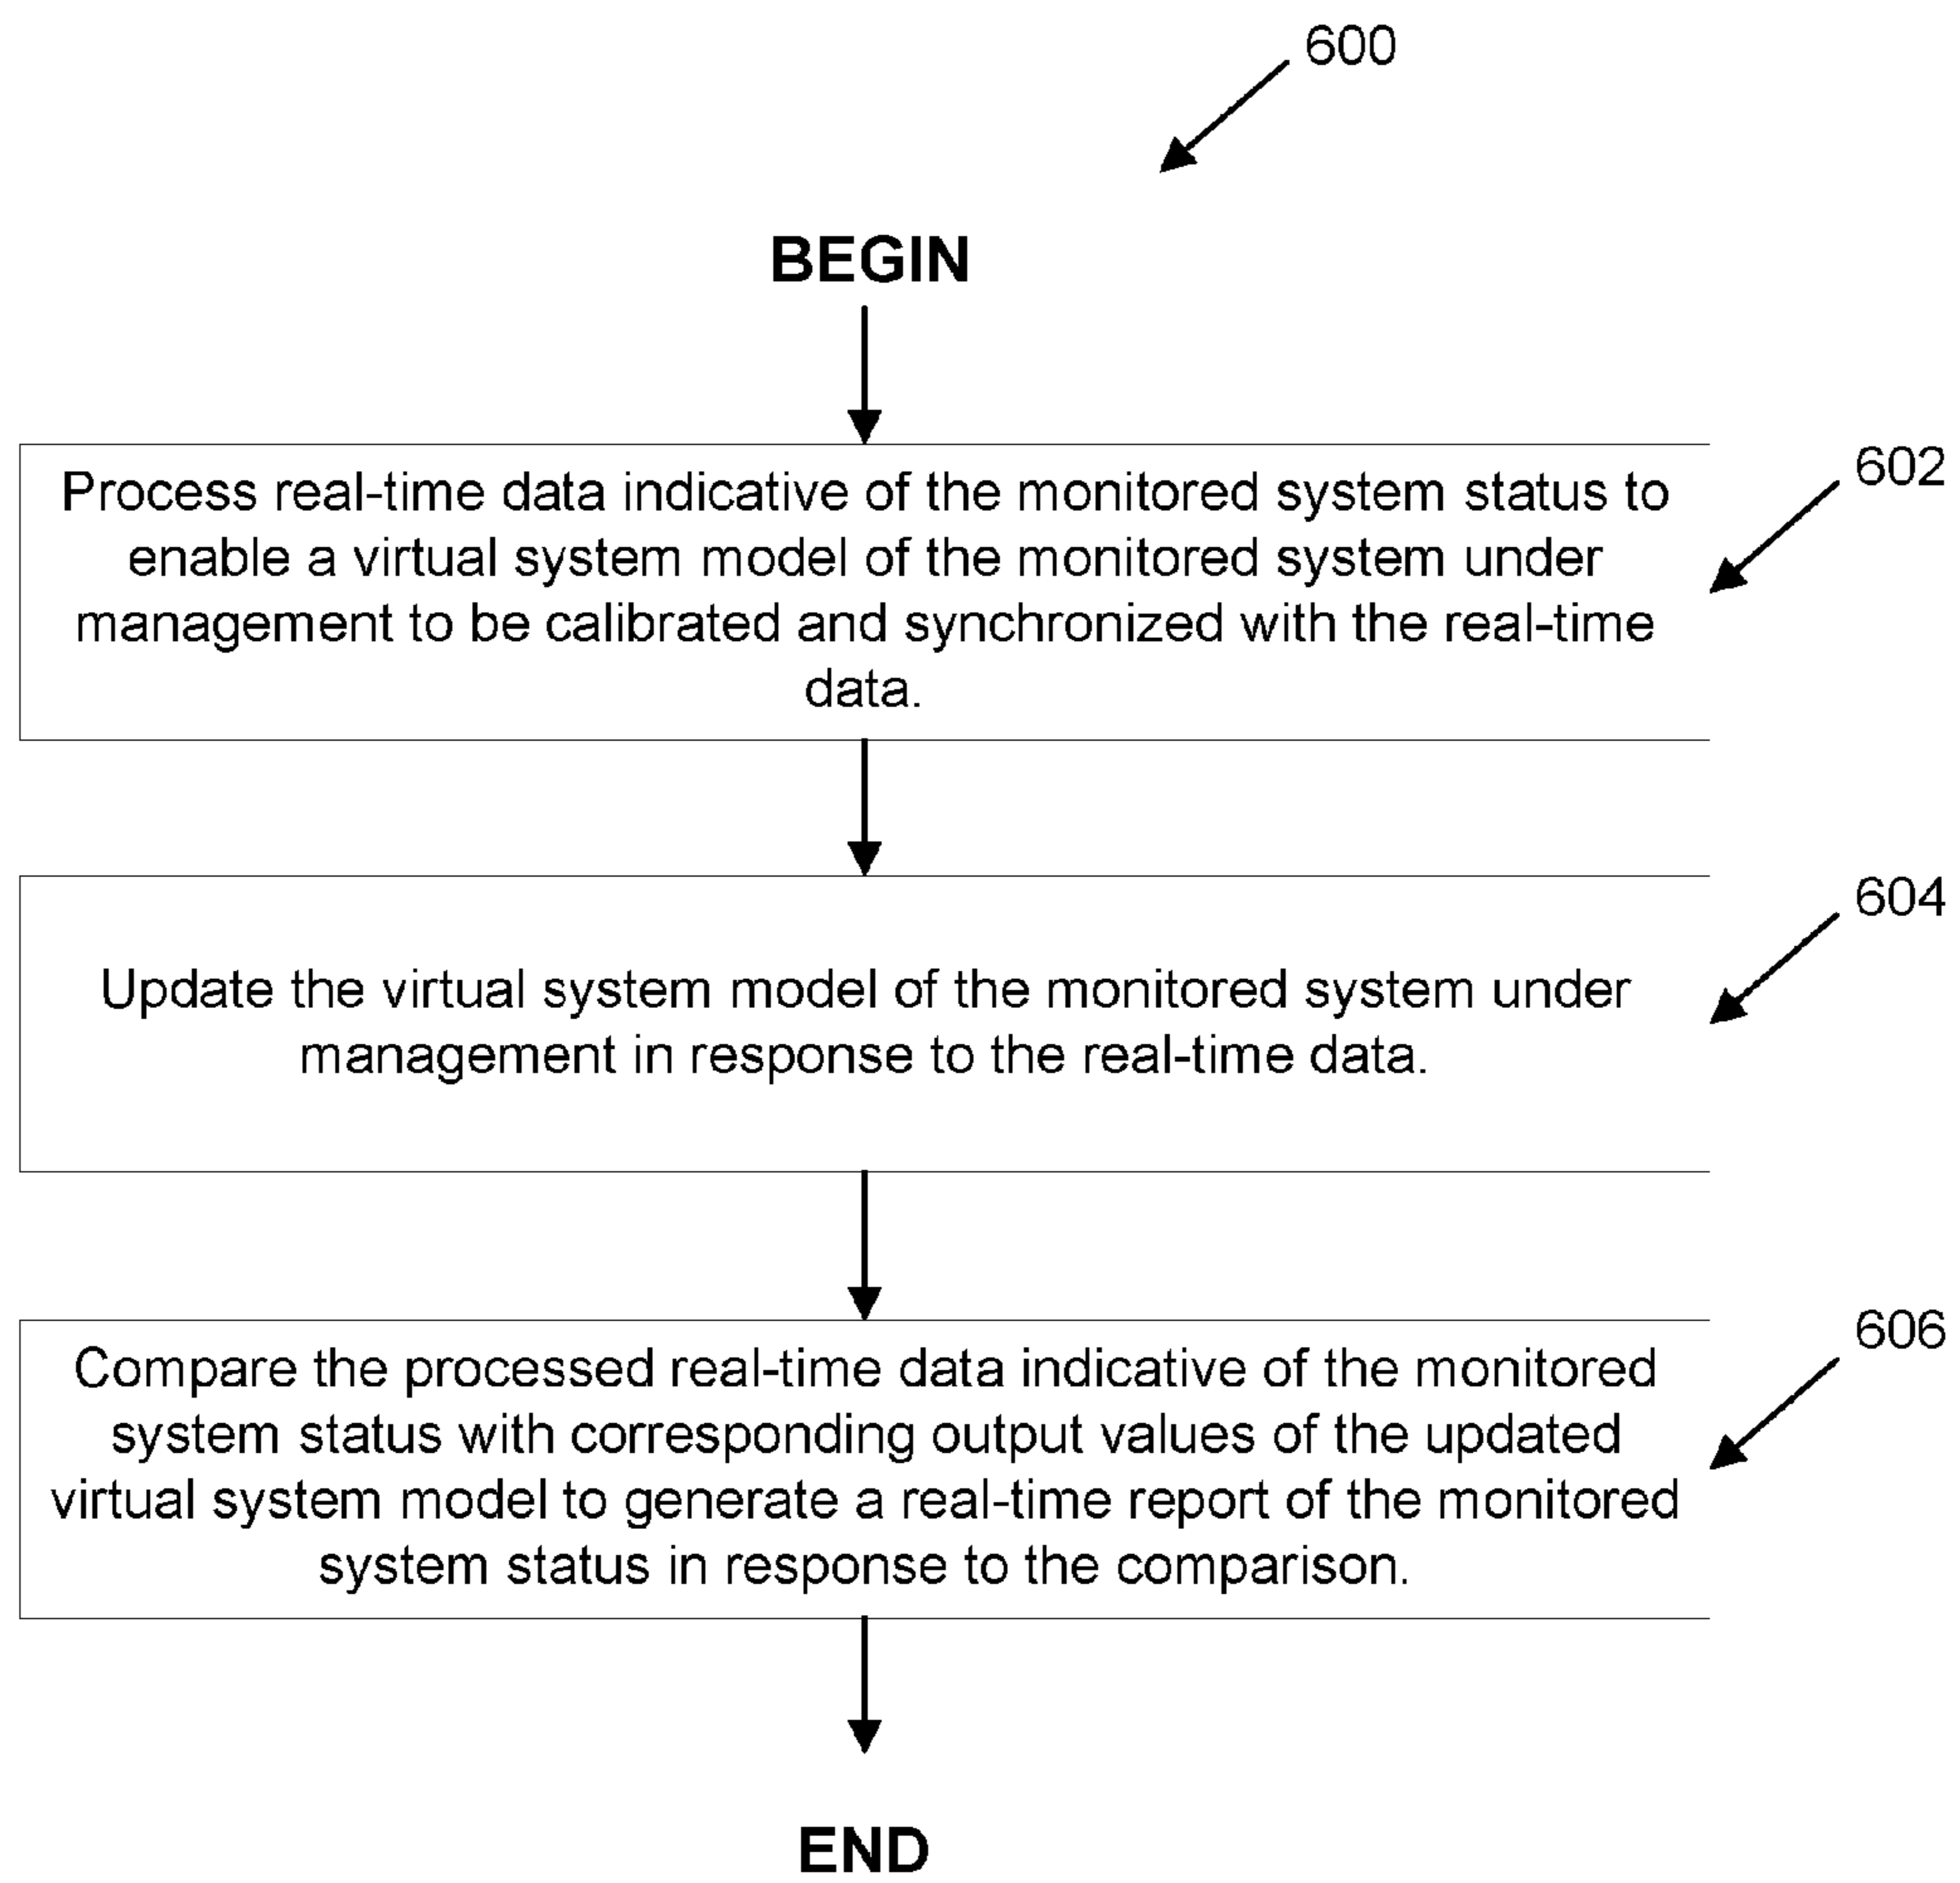 600
BEGIN
602
Process real-time data indicative of the monitored system status to
enable a virtual system model of the monitored system under
management to be calibrated and synchronized with the real-time
data.
604
Update the virtual system model of the monitored system under
management in response to the real-time data.
606
Compare the processed real-time data indicative of the monitored
system status with corresponding output values of the updated
virtual system model to generate a real-time report of the monitored
system status in response to the comparison.
END